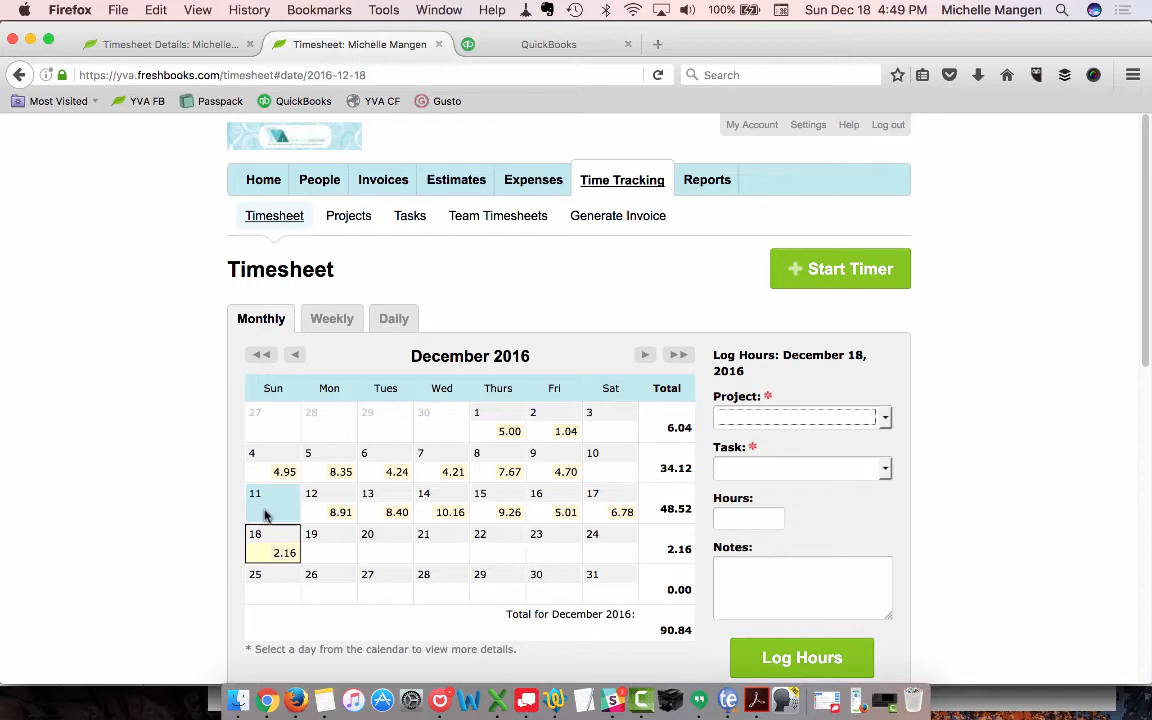 Firefox File Edit View History Bookmarks Tools Window Help 100% Sun Dec 18 4:49 PM Michelle Mangen
Timesheet Details: Michelle... × Timesheet: Michelle Mangen × QuickBooks × +
https://yva.freshbooks.com/timesheet#date/2016-12-18 Search
Most Visited YVA FB Passpack QuickBooks YVA CF Gusto
My Account Settings Help Log out
Home People Invoices Estimates Expenses Time Tracking Reports
Timesheet Projects Tasks Team Timesheets Generate Invoice
Timesheet
+ Start Timer
Monthly Weekly Daily
December 2016
Sun Mon Tues Wed Thurs Fri Sat Total
27 28 29 30 1 2 3
5.00 1.04 6.04
4 5 6 7 8 9 10
4.95 8.35 4.24 4.21 7.67 4.70 34.12
11 12 13 14 15 16 17
8.91 8.40 10.16 9.26 5.01 6.78 48.52
18 19 20 21 22 23 24
2.16 2.16
25 26 27 28 29 30 31
0.00
Total for December 2016:
90.84
* Select a day from the calendar to view more details.
Log Hours: December 18,
2016
Project: *
Task: *
Hours:
Notes:
Log Hours